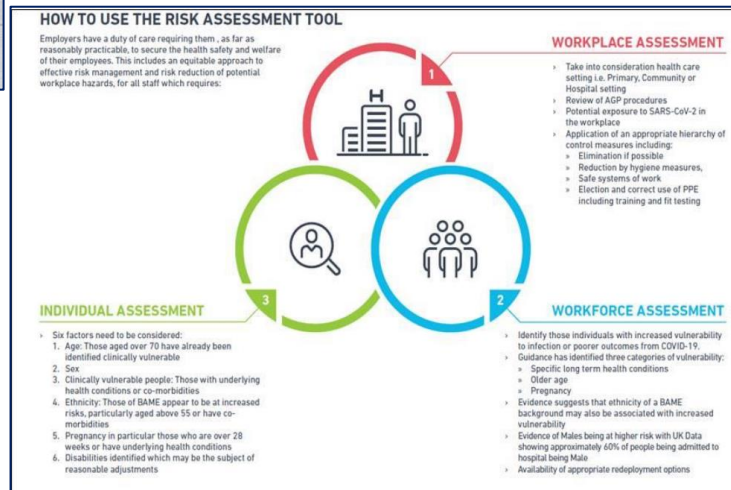 HOW TO USE THE RISK ASSESSMENT TOOL
Employers have a duty of care requiring them , as far as
reasonably practicable, to secure the health safety and welfare
of their employees. This includes an equitable approach to
effective risk management and risk reduction of potential
workplace hazards, for all staff which requires:
1
H
WORKPLACE ASSESSMENT
› Take into consideration health care
setting i.e. Primary, Community or
Hospital setting
› Review of AGP procedures
› Potential exposure to SARS-CoV-2 in
the workplace
› Application of an appropriate hierarchy of
control measures including:
» Elimination if possible
» Reduction by hygiene measures,
» Safe systems of work
» Election and correct use of PPE
including training and fit testing
INDIVIDUAL ASSESSMENT
3
› Six factors need to be considered:
1. Age: Those aged over 70 have already been
identified clinically vulnerable
2. Sex
3. Clinically vulnerable people: Those with underlying
health conditions or co-morbidities
4. Ethnicity: Those of BAME appear to be at increased
risks, particularly aged above 55 or have co-
morbidities
5. Pregnancy in particular those who are over 28
weeks or have underlying health conditions
6. Disabilities identified which may be the subject of
reasonable adjustments
2
WORKFORCE ASSESSMENT
› Identify those individuals with increased vulnerability
to infection or poorer outcomes from COVID-19.
› Guidance has identified three categories of vulnerability:
» Specific long term health conditions
» Older age
» Pregnancy
› Evidence suggests that ethnicity of a BAME
background may also be associated with increased
vulnerability
› Evidence of Males being at higher risk with UK Data
showing approximately 60% of people being admitted to
hospital being Male
› Availability of appropriate redeployment options